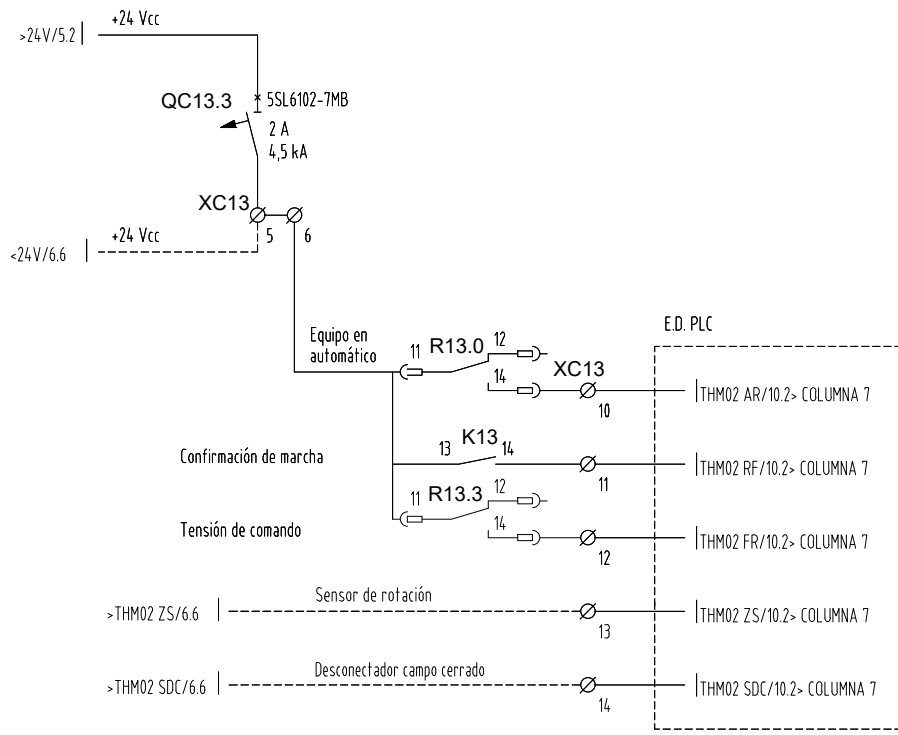 +24 Vcc
>24V/5.2
QC13.3
5SL6102-7MB
2 A
4,5 kA
XC13
5
6
+24 Vcc
<24V/6.6
E.D. PLC
Equipo en
automático
11
R13.0
12
14
XC13
10
THM02 AR/10.2> COLUMNA 7
Confirmación de marcha
13
K13
14
11
THM02 RF/10.2> COLUMNA 7
11
R13.3
12
14
Tensión de comando
12
THM02 FR/10.2> COLUMNA 7
Sensor de rotación
>THM02 ZS/6.6
13
THM02 ZS/10.2> COLUMNA 7
Desconectador campo cerrado
>THM02 SDC/6.6
14
THM02 SDC/10.2> COLUMNA 7